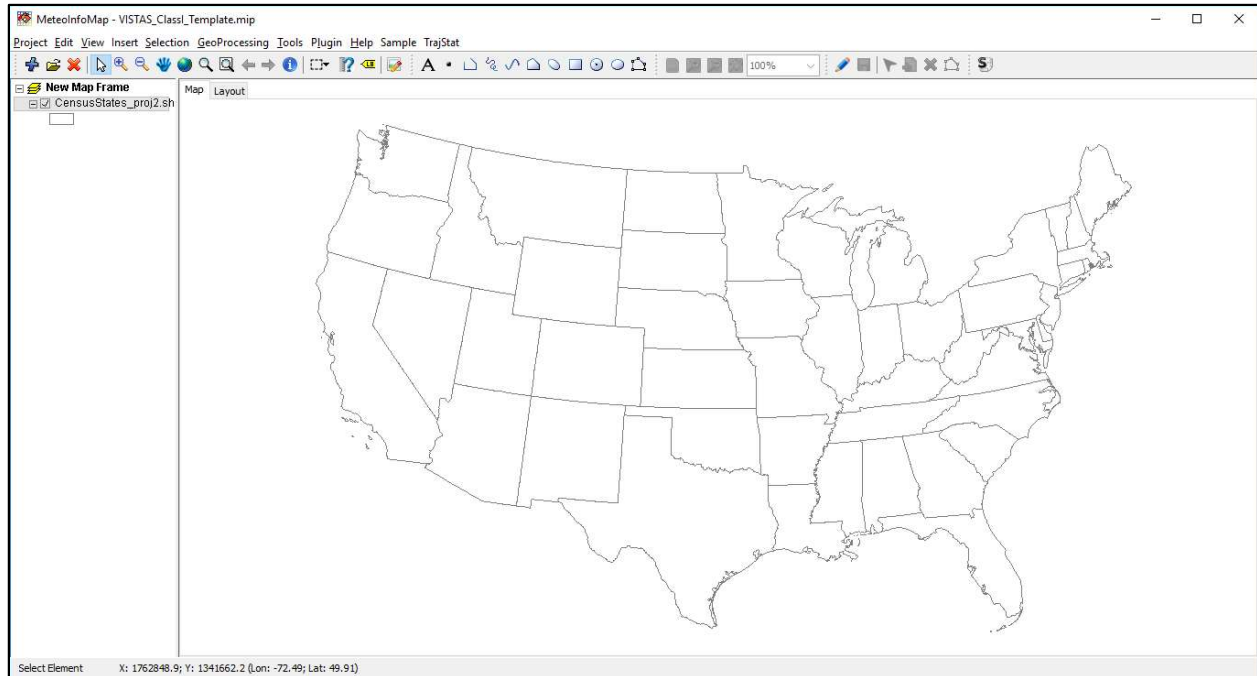 MeteoInfoMap - VISTAS_ClassI_Template.mip
Project Edit View Insert Selection GeoProcessing Tools Plugin Help Sample TrajStat
A 100% S
New Map Frame
CensusStates_proj2.sh
Map Layout
Select Element X: 1762848.9; Y: 1341662.2 (Lon: -72.49; Lat: 49.91)